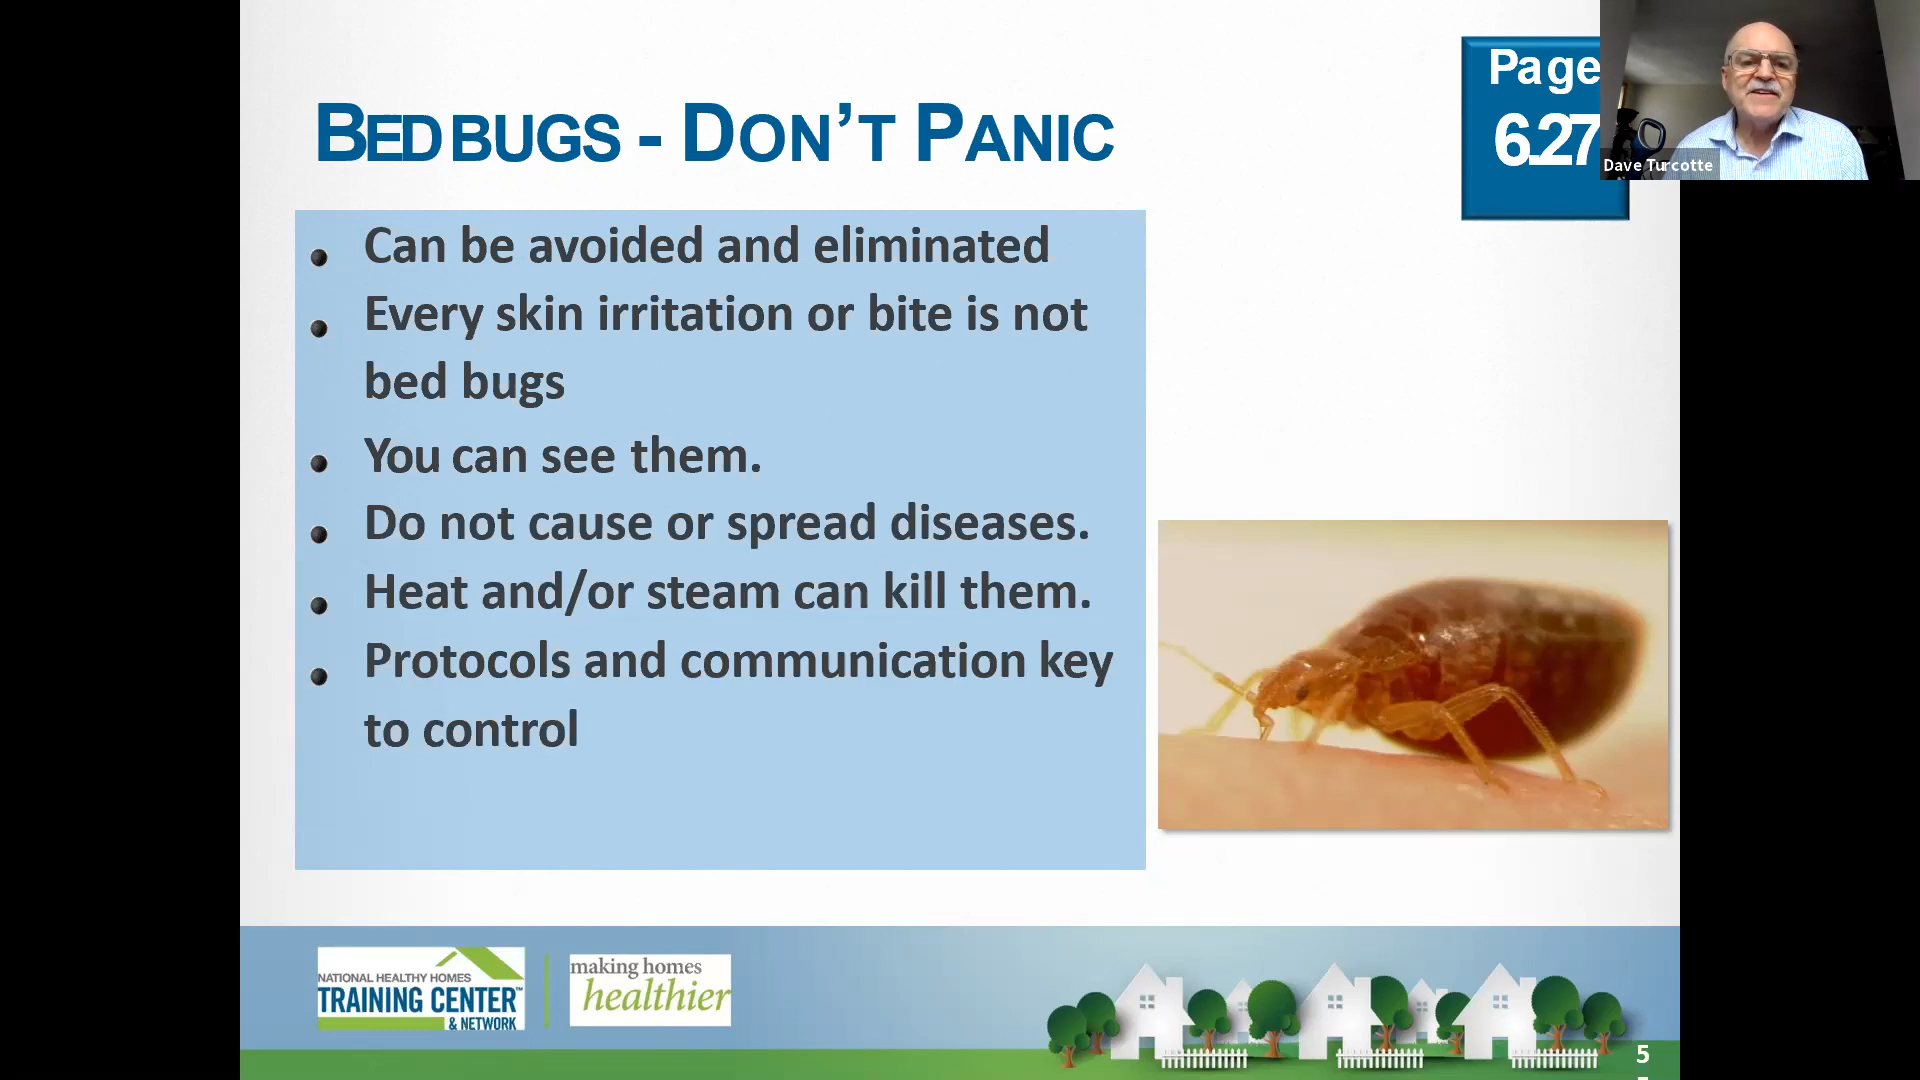 BED BUGS - DON'T PANIC
Page
6.27
Dave Turcotte
Can be avoided and eliminated
Every skin irritation or bite is not
bed bugs
You can see them.
Do not cause or spread diseases.
Heat and/or steam can kill them.
Protocols and communication key
to control
NATIONAL HEALTHY HOMES
TRAINING CENTER™
& NETWORK
making homes
healthier
5